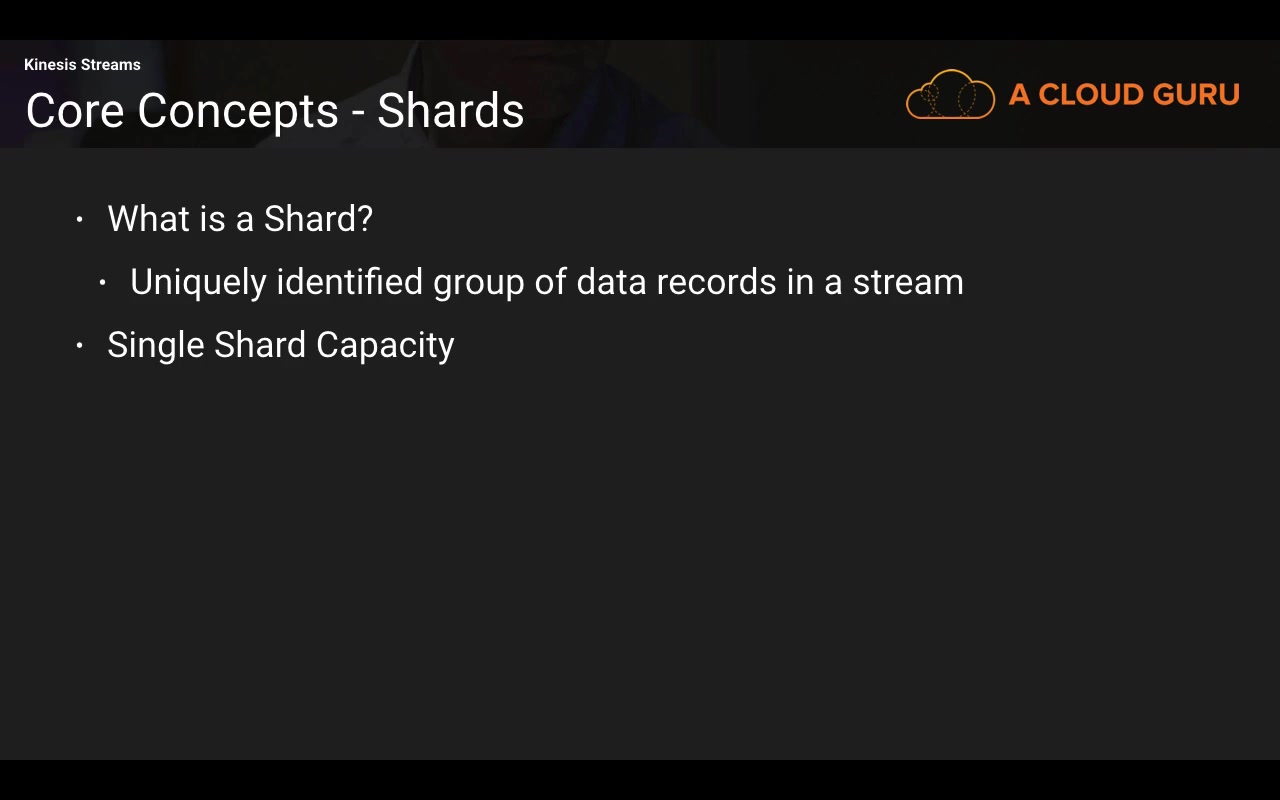 Kinesis Streams
Core Concepts - Shards
A CLOUD GURU
• What is a Shard?
• Uniquely identified group of data records in a stream
• Single Shard Capacity